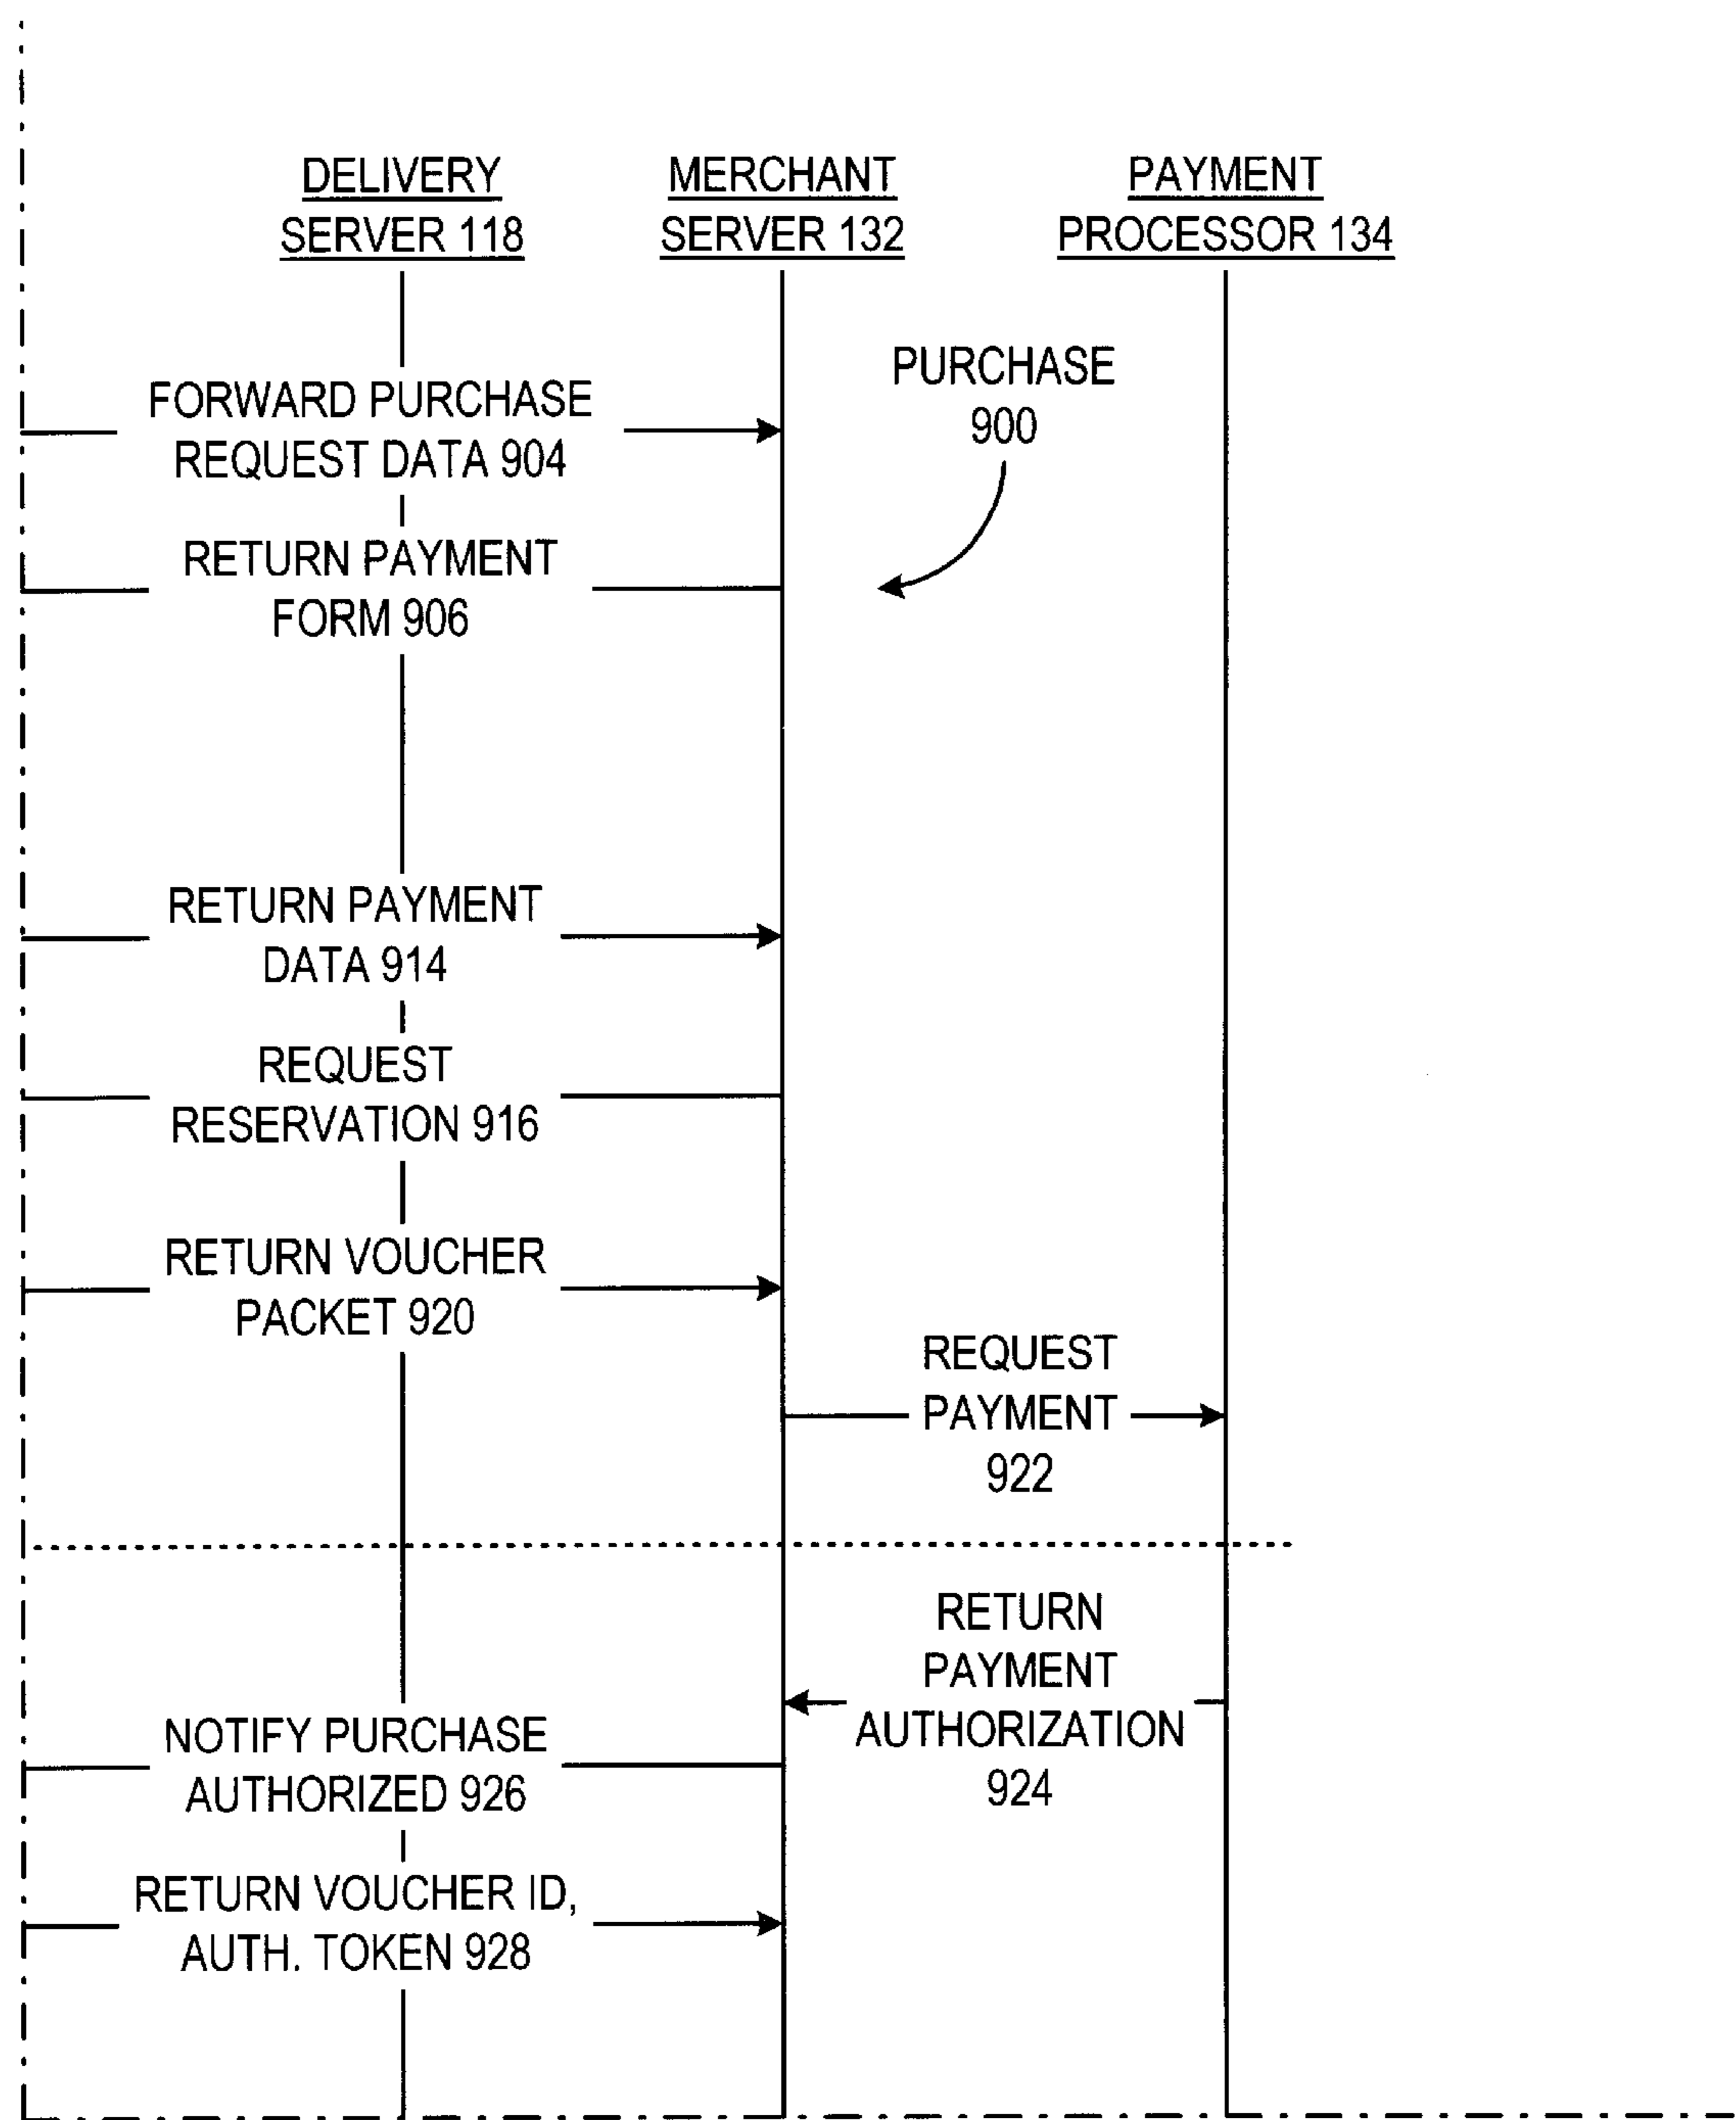 DELIVERY
SERVER 118
MERCHANT
SERVER 132
PAYMENT
PROCESSOR 134
PURCHASE
900
FORWARD PURCHASE
REQUEST DATA 904
RETURN PAYMENT
FORM 906
RETURN PAYMENT
DATA 914
REQUEST
RESERVATION 916
RETURN VOUCHER
PACKET 920
REQUEST
PAYMENT
922
RETURN
PAYMENT
AUTHORIZATION
924
NOTIFY PURCHASE
AUTHORIZED 926
RETURN VOUCHER ID,
AUTH. TOKEN 928